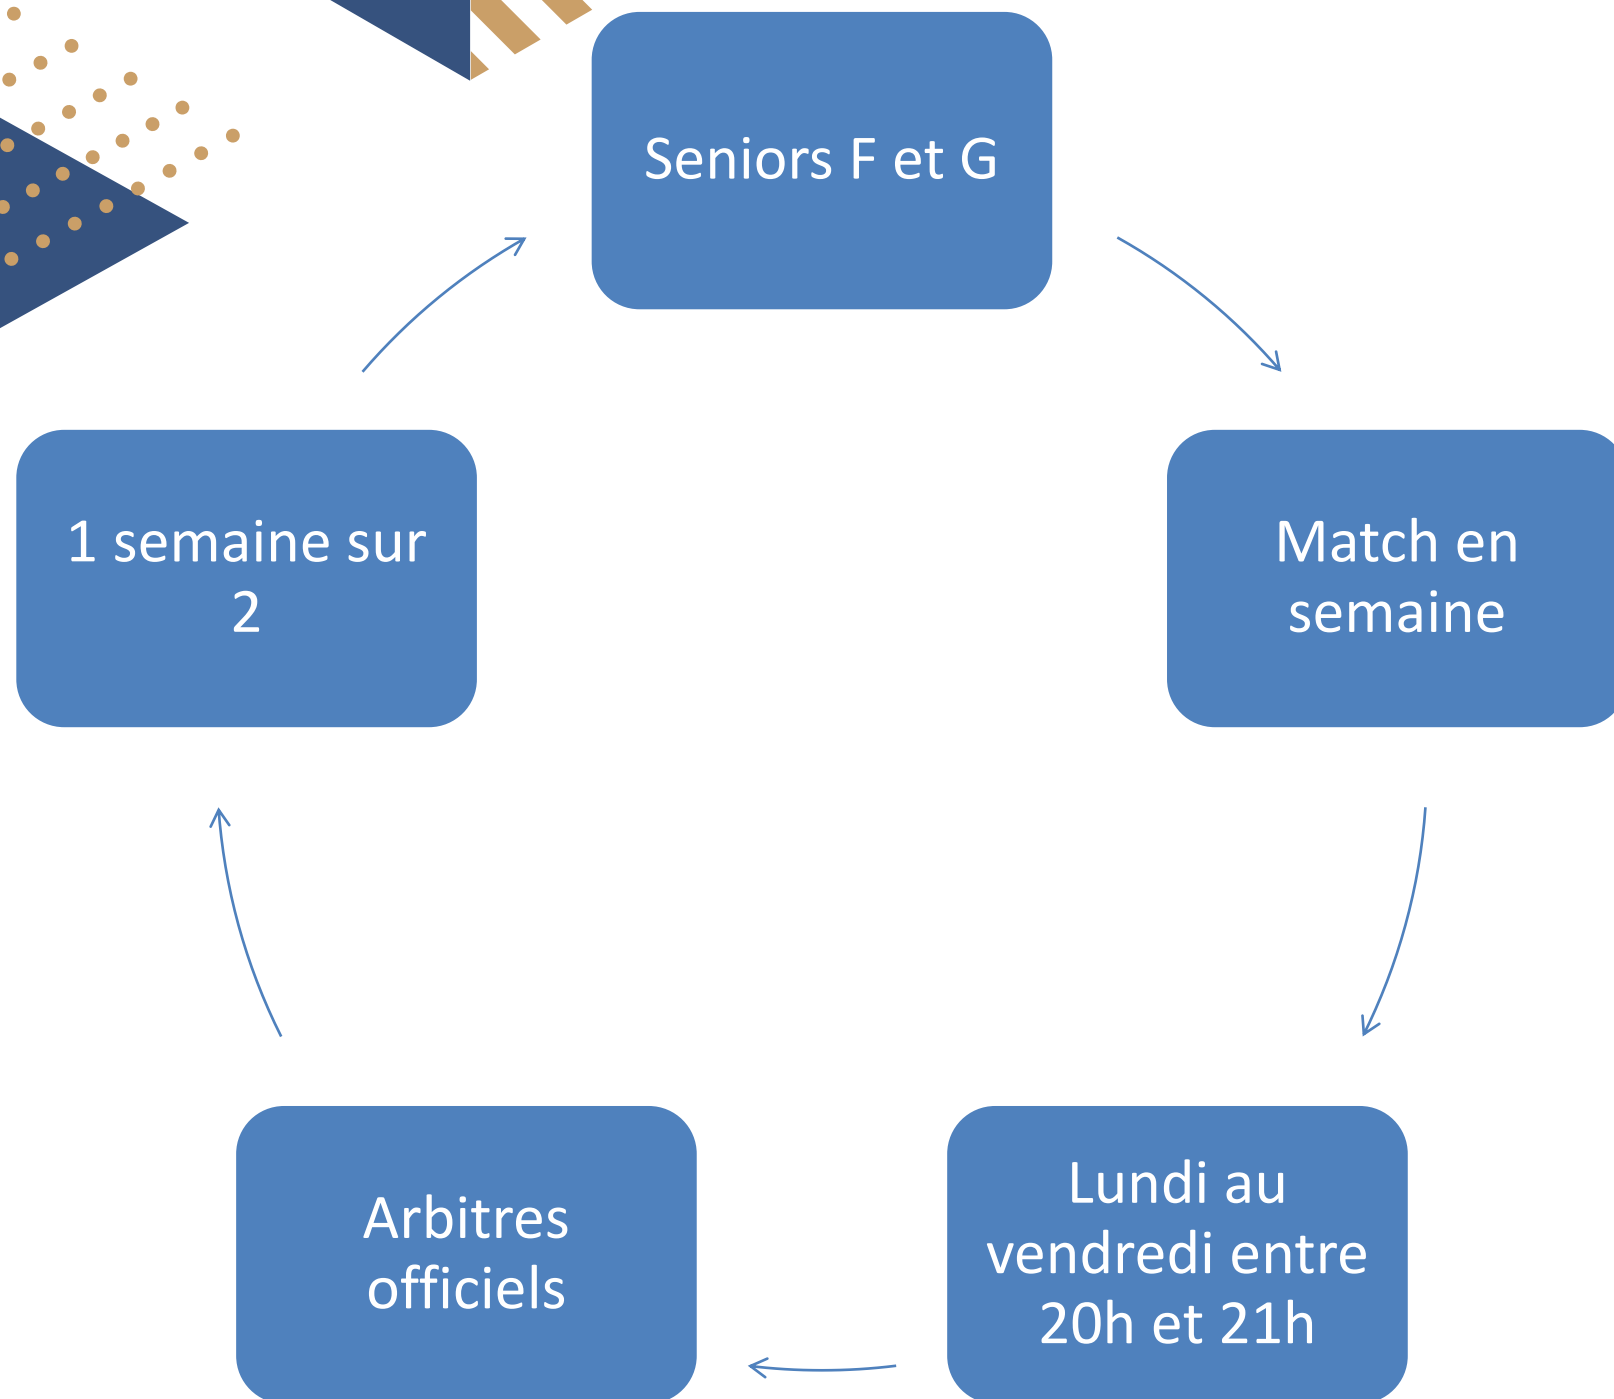 Seniors F et G
Match en
semaine
Lundi au
vendredi entre
20h et 21h
Arbitres
officiels
1 semaine sur
2